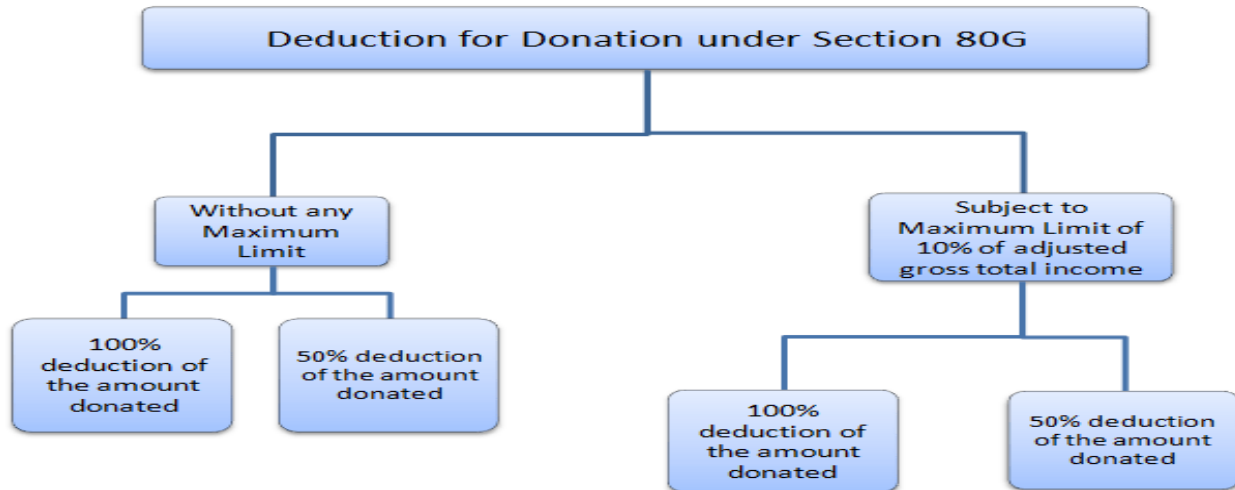 Deduction for Donation under Section 80G
Without any
Maximum
Limit
Subject to
Maximum Limit of
10% of adjusted
gross total income
100%
deduction of
the amount
donated
50% deduction
of the amount
donated
100%
deduction of
the amount
donated
50% deduction
of the amount
donated